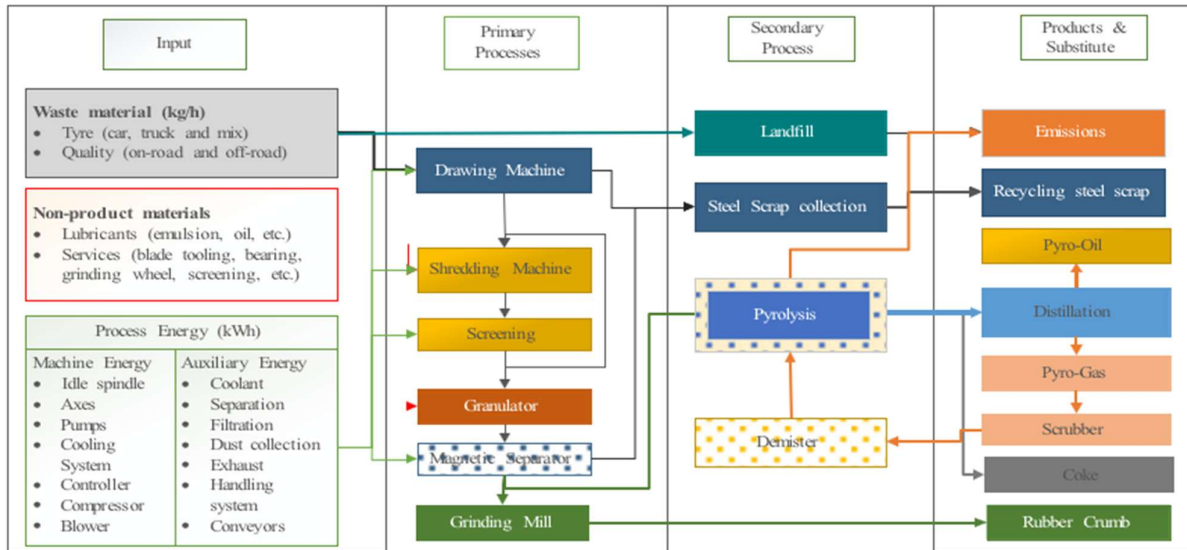 Input
Primary
Processes
Secondary
Process
Products &
Substitute
Waste material (kg/h)
• Tyre (car, truck and mix)
• Quality (on-road and off-road)
Non-product materials
• Lubricants (emulsion, oil, etc.)
• Services (blade tooling, bearing,
grinding wheel, screening, etc.)
Process Energy (kWh)
Machine Energy
• Idle spindle
• Axes
• Pumps
• Cooling
System
• Controller
• Compressor
• Blower
Auxiliary Energy
• Coolant
• Separation
• Filtration
• Dust collection
• Exhaust
• Handling
system
• Conveyors
Drawing Machine
Shredding Machine
Screening
Granulator
Magnetic Separator
Grinding Mill
Landfill
Steel Scrap collection
Pyrolysis
Demister
Emissions
Recycling steel scrap
Pyro-Oil
Distillation
Pyro-Gas
Scrubber
Coke
Rubber Crumb